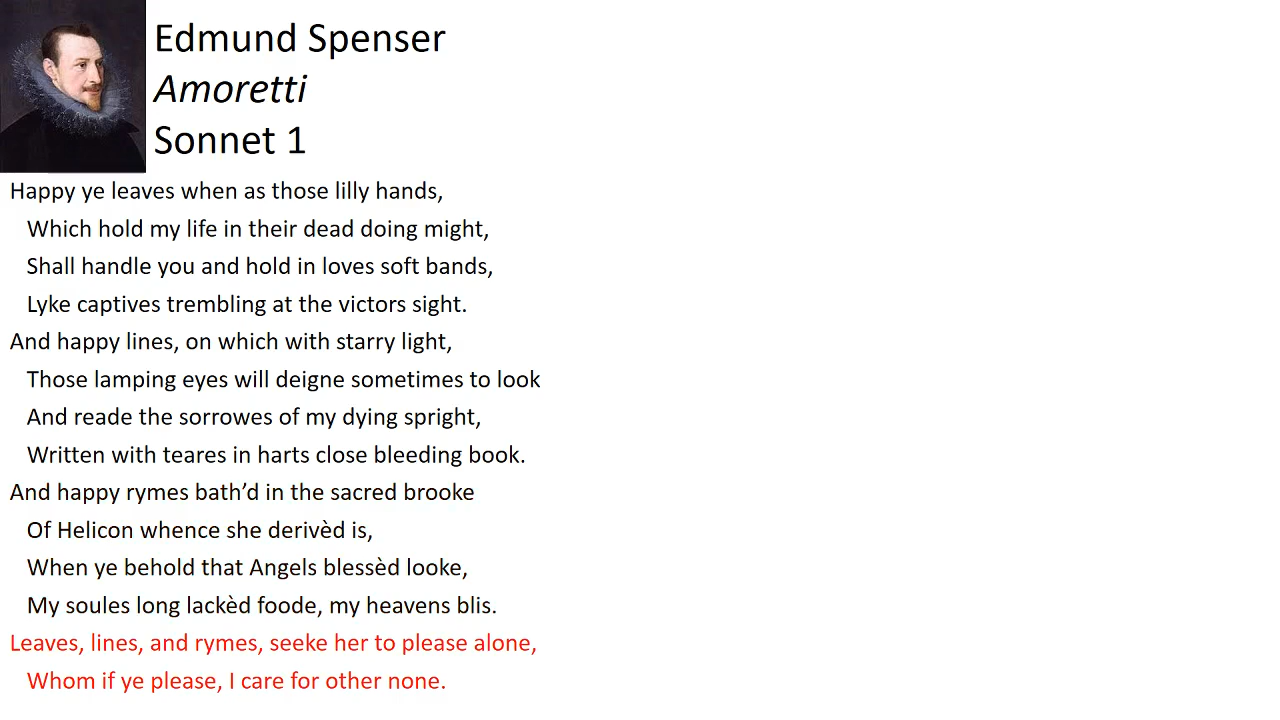 Edmund Spenser
Amoretti
Sonnet 1
Happy ye leaves when as those lilly hands,
Which hold my life in their dead doing might,
Shall handle you and hold in loves soft bands,
Lyke captives trembling at the victors sight.
And happy lines, on which with starry light,
Those lamping eyes will deigne sometimes to look
And reade the sorrowes of my dying spright,
Written with teares in harts close bleeding book.
And happy rymes bath’d in the sacred brooke
Of Helicon whence she derivèd is,
When ye behold that Angels blessèd looke,
My soules long lackèd foode, my heavens blis.
Leaves, lines, and rymes, seeke her to please alone,
Whom if ye please, I care for other none.